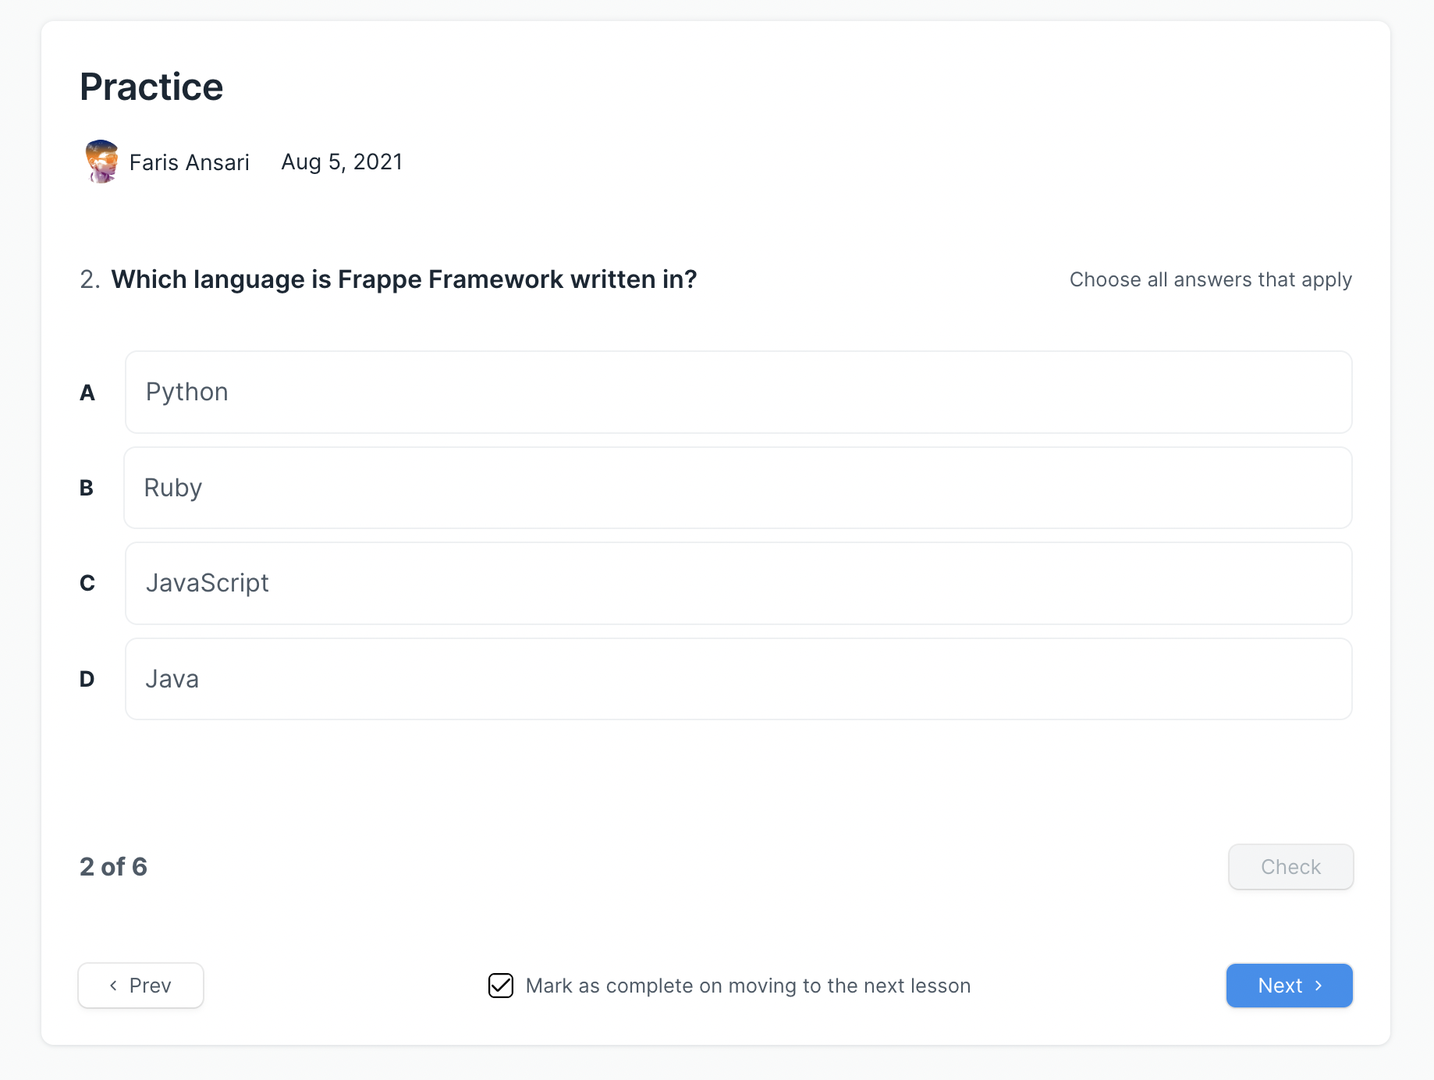 Practice
Faris Ansari Aug 5, 2021
2. Which language is Frappe Framework written in? Choose all answers that apply
A Python
B Ruby
C JavaScript
D Java
2 of 6 Check
‹ Prev Mark as complete on moving to the next lesson Next ›